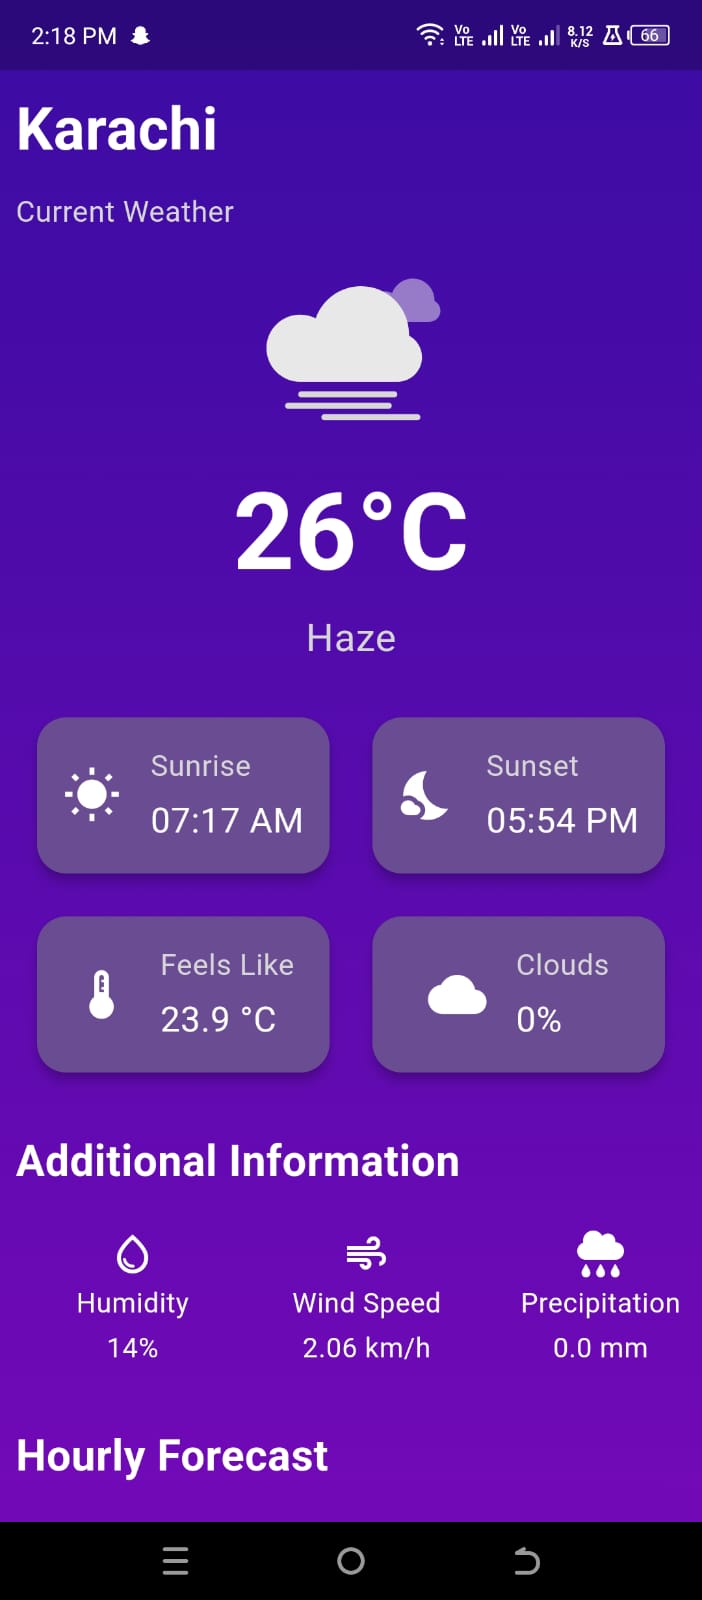 2:18 PM Vo LTE Vo LTE 8.12 K/S 66
Karachi
Current Weather
26°C
Haze
Sunrise
07:17 AM
Sunset
05:54 PM
Feels Like
23.9 °C
Clouds
0%
Additional Information
Humidity
14%
Wind Speed
2.06 km/h
Precipitation
0.0 mm
Hourly Forecast